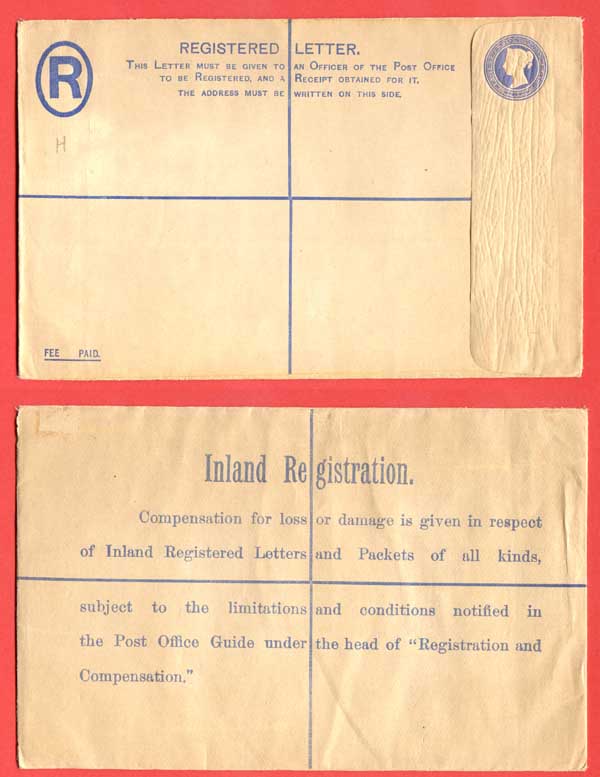 REGISTERED LETTER.
THIS LETTER MUST BE GIVEN TO AN OFFICER OF THE POST OFFICE
TO BE REGISTERED, AND A RECEIPT OBTAINED FOR IT.
THE ADDRESS MUST BE WRITTEN ON THIS SIDE.
R
H
FEE PAID.
Inland Registration.
Compensation for loss or damage is given in respect
of Inland Registered Letters and Packets of all kinds,
subject to the limitations and conditions notified in
the Post Office Guide under the head of "Registration and
Compensation."